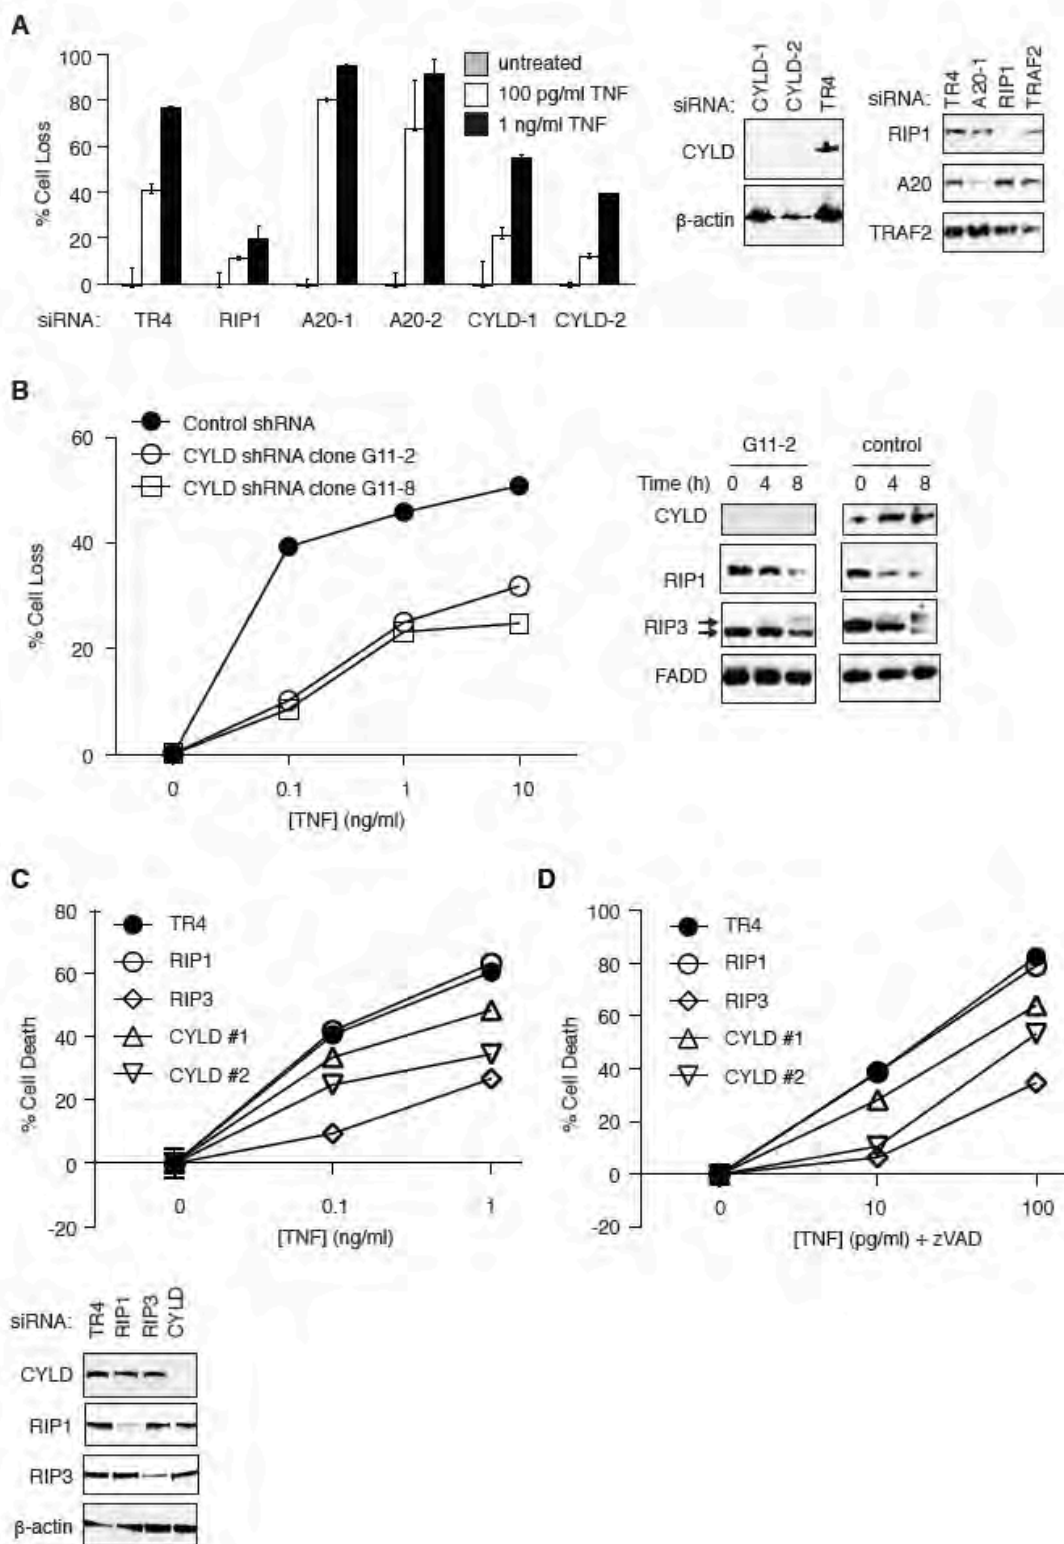 A
% Cell Loss
100
80
60
40
20
0
untreated
100 pg/ml TNF
1 ng/ml TNF
siRNA: TR4 RIP1 A20-1 A20-2 CYLD-1 CYLD-2
siRNA: CYLD-1 CYLD-2 TR4
CYLD
β-actin
siRNA: TR4 A20-1 RIP1 TRAF2
RIP1
A20
TRAF2
B
% Cell Loss
60
40
20
0
Control shRNA
CYLD shRNA clone G11-2
CYLD shRNA clone G11-8
0 0.1 1 10
[TNF] (ng/ml)
G11-2 control
Time (h) 0 4 8 0 4 8
CYLD
RIP1
RIP3
FADD
C
% Cell Death
80
60
40
20
0
-20
TR4
RIP1
RIP3
CYLD #1
CYLD #2
0 0.1 1
[TNF] (ng/ml)
D
% Cell Death
100
80
60
40
20
0
-20
TR4
RIP1
RIP3
CYLD #1
CYLD #2
0 10 100
[TNF] (pg/ml) + zVAD
siRNA: TR4 RIP1 RIP3 CYLD
CYLD
RIP1
RIP3
β-actin